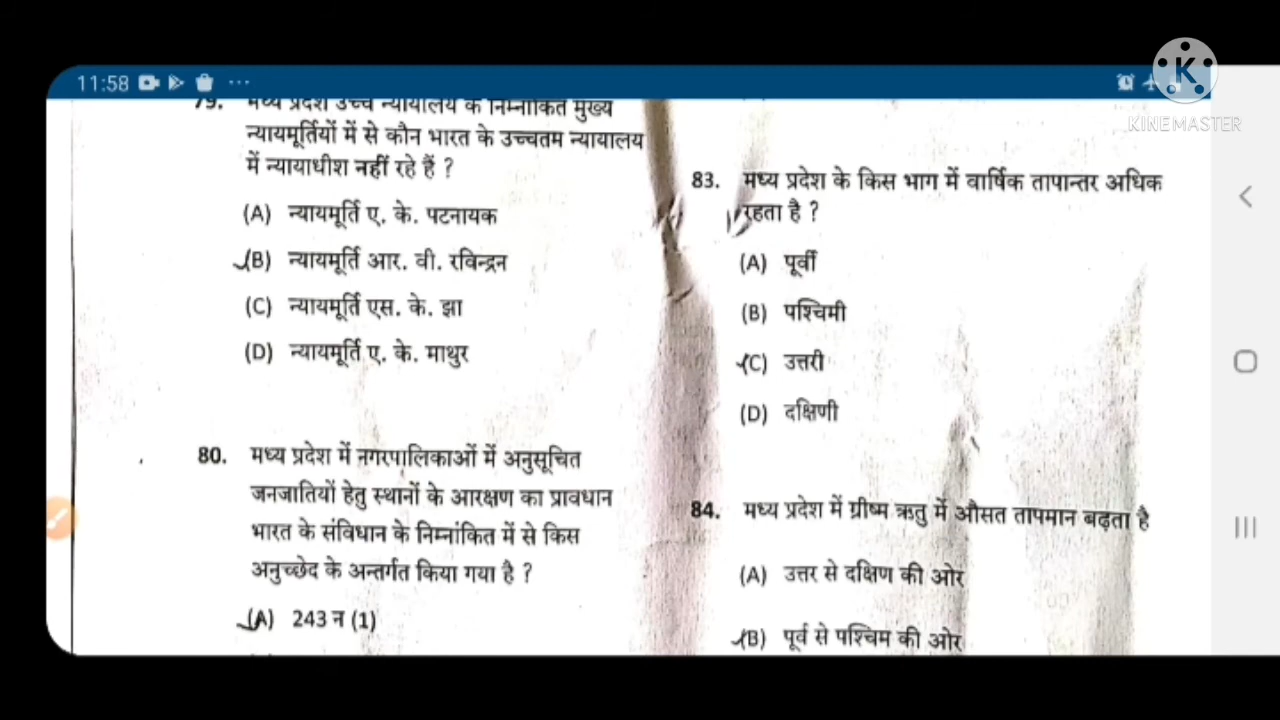 11:58
KINEMASTER
79. मध्य प्रदेश उच्च न्यायालय के निम्नांकित मुख्य
न्यायमूर्तियों में से कौन भारत के उच्चतम न्यायालय
में न्यायाधीश नहीं रहे हैं ?
(A) न्यायमूर्ति ए. के. पटनायक
(B) न्यायमूर्ति आर. वी. रविन्द्रन
(C) न्यायमूर्ति एस. के. झा
(D) न्यायमूर्ति ए. के. माथुर
80. मध्य प्रदेश में नगरपालिकाओं में अनुसूचित
जनजातियों हेतु स्थानों के आरक्षण का प्रावधान
भारत के संविधान के निम्नांकित में से किस
अनुच्छेद के अन्तर्गत किया गया है ?
(A) 243 न (1)
83. मध्य प्रदेश के किस भाग में वार्षिक तापान्तर अधिक
रहता है ?
(A) पूर्वी
(B) पश्चिमी
(C) उत्तरी
(D) दक्षिणी
84. मध्य प्रदेश में ग्रीष्म ऋतु में औसत तापमान बढ़ता है
(A) उत्तर से दक्षिण की ओर
(B) पूर्व से पश्चिम की ओर